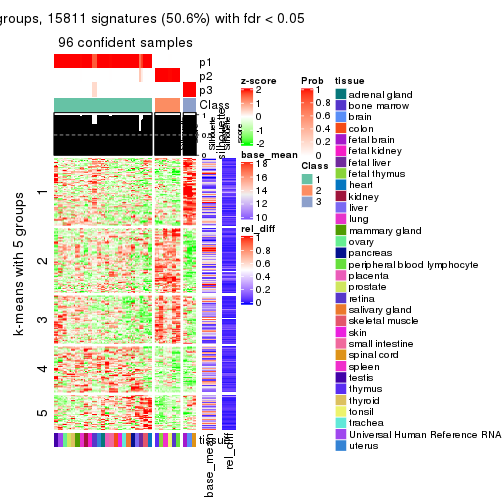 groups, 15811 signatures (50.6%) with fdr < 0.05
96 confident samples
p1
p2
p3
Class
1
0.5
0
silhouette
k-means with 5 groups
1
2
3
4
5
tissue
base_mean
rel_diff
z-score
2
1
0
-1
-2
base_mean
18
16
14
12
10
rel_diff
1
0.8
0.6
0.4
0.2
0
Prob
1
0.8
0.6
0.4
0.2
0
Class
1
2
3
tissue
adrenal gland
bone marrow
brain
colon
fetal brain
fetal kidney
fetal liver
fetal thymus
heart
kidney
liver
lung
mammary gland
ovary
pancreas
peripheral blood lymphocyte
placenta
prostate
retina
salivary gland
skeletal muscle
skin
small intestine
spinal cord
spleen
testis
thymus
thyroid
tonsil
trachea
Universal Human Reference RNA
uterus